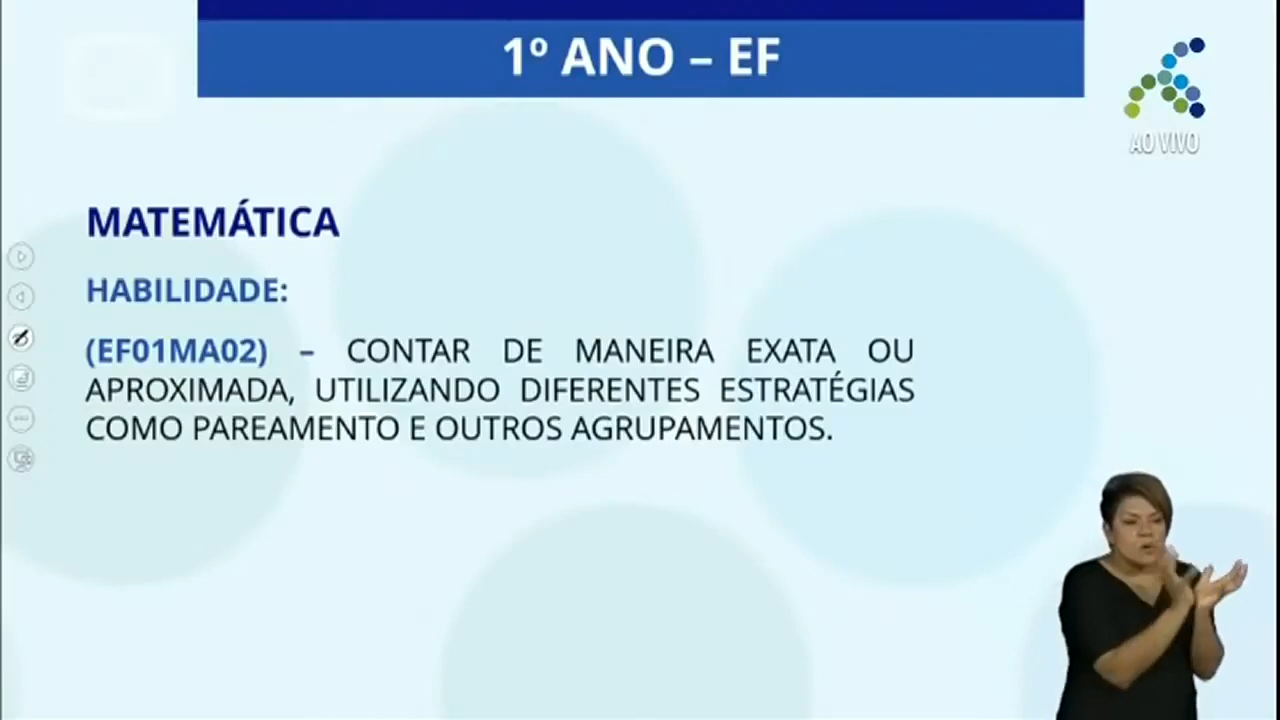 1º ANO – EF
AO VIVO
MATEMÁTICA
HABILIDADE:
(EF01MA02) – CONTAR DE MANEIRA EXATA OU
APROXIMADA, UTILIZANDO DIFERENTES ESTRATÉGIAS
COMO PAREAMENTO E OUTROS AGRUPAMENTOS.